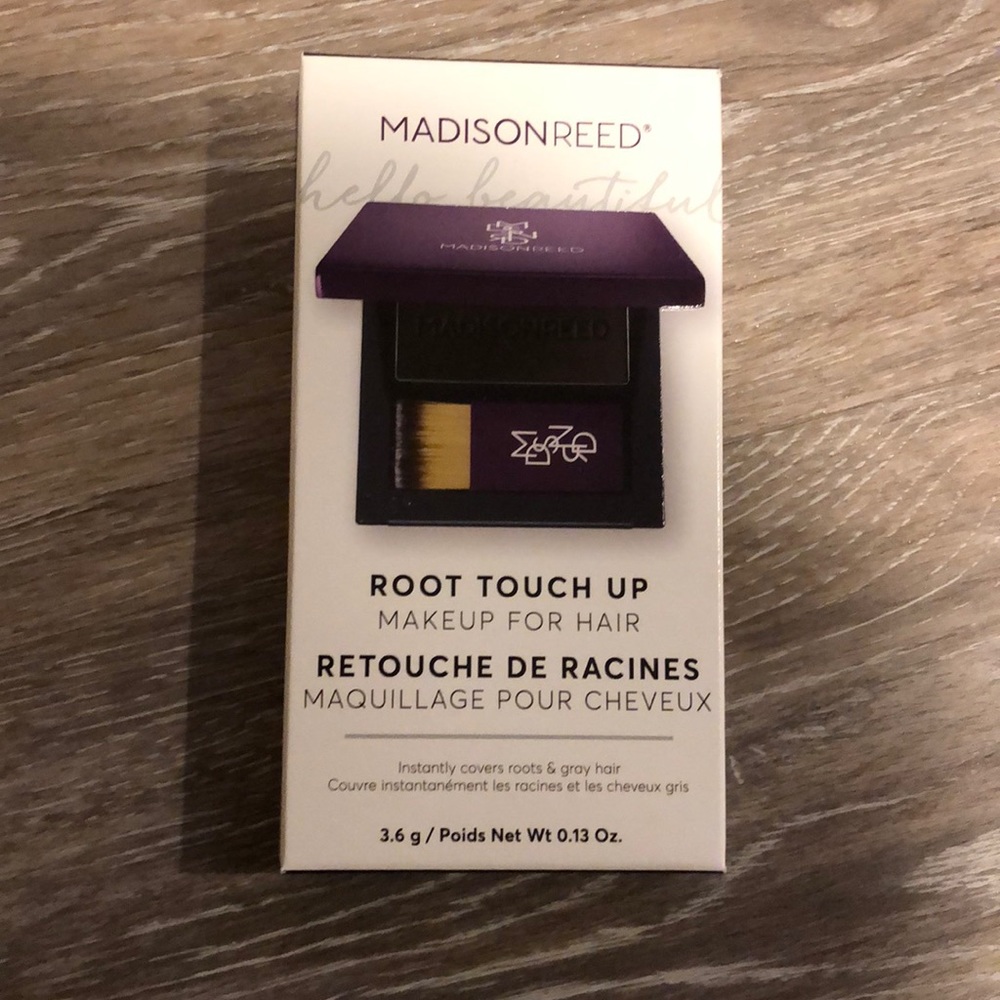 MADISONREED®
hello beautiful
MADISONREED
MADISONREED
ROOT TOUCH UP
MAKEUP FOR HAIR
RETOUCHE DE RACINES
MAQUILLAGE POUR CHEVEUX
Instantly covers roots & gray hair
Couvre instantanément les racines et les cheveux gris
3.6 g / Poids Net Wt 0.13 Oz.